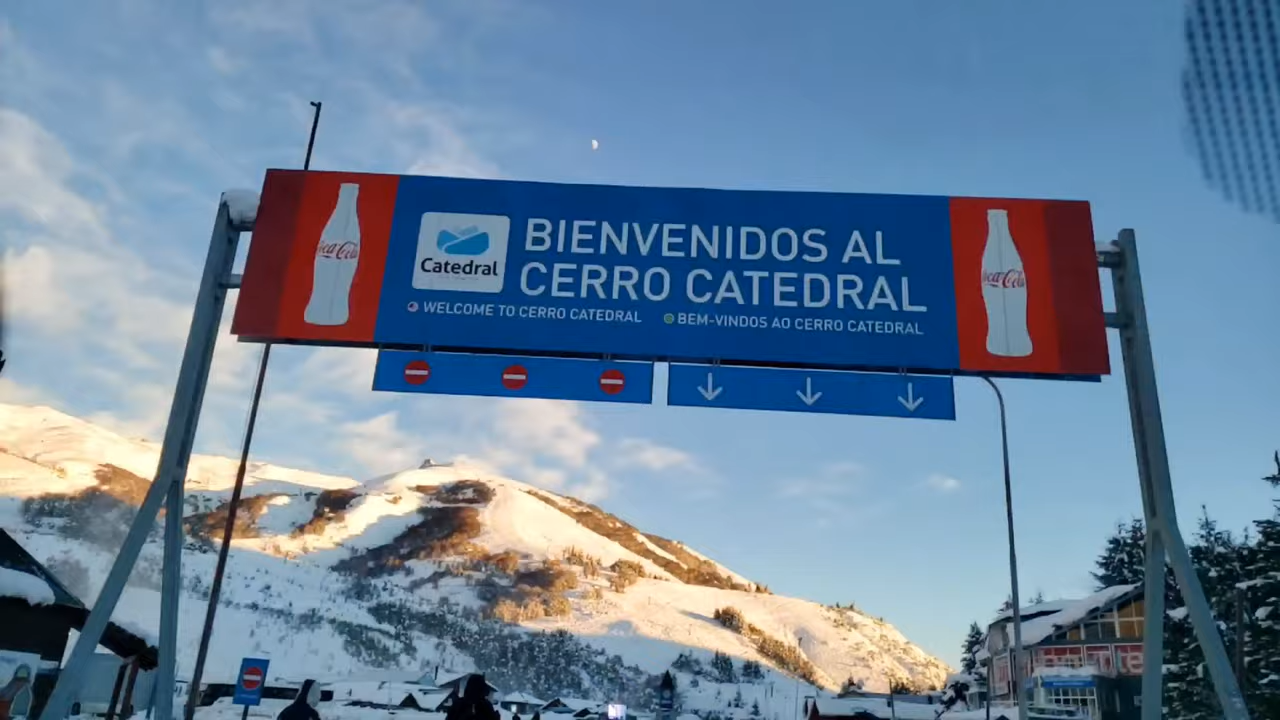 Coca-Cola
Catedral
BIENVENIDOS AL
CERRO CATEDRAL
WELCOME TO CERRO CATEDRAL
BEM-VINDOS AO CERRO CATEDRAL
Coca-Cola